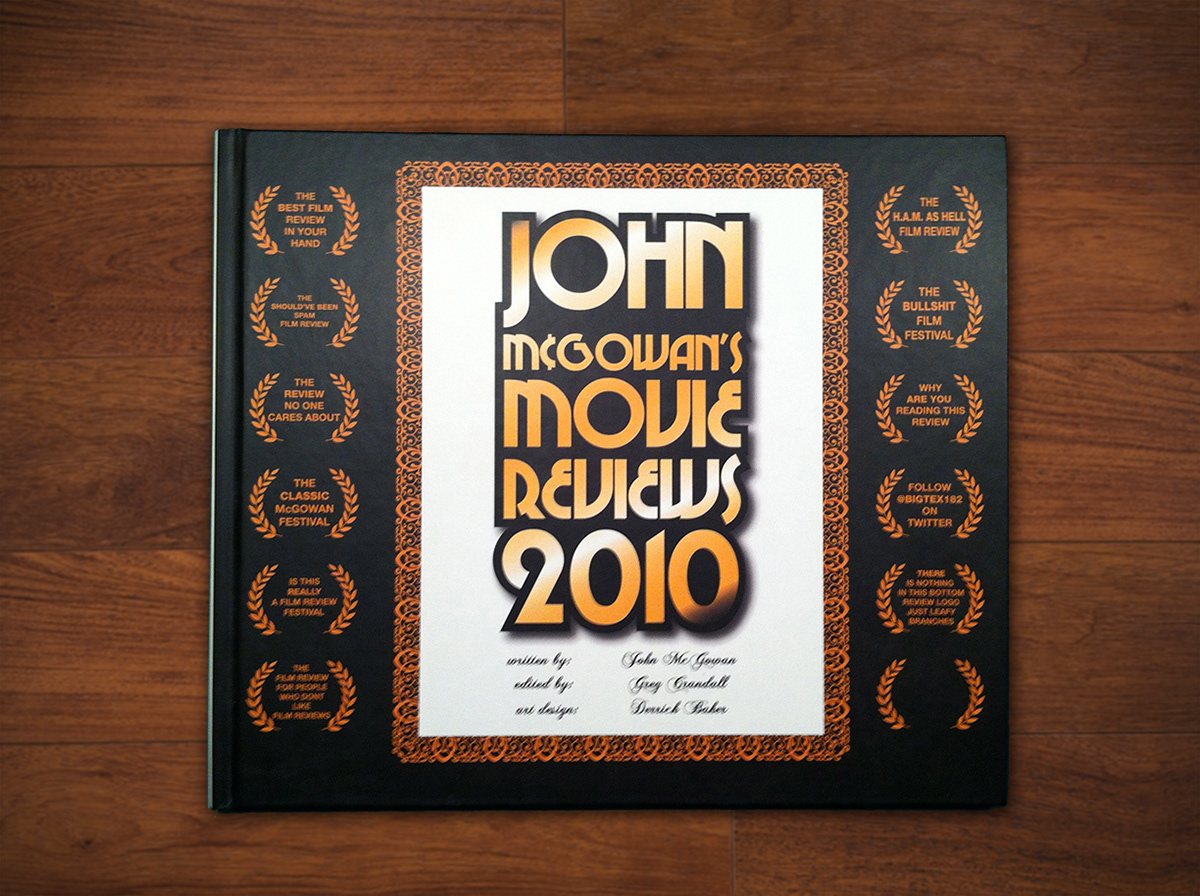 THE
BEST FILM
REVIEW
IN YOUR
HAND
THE
SHOULD'VE BEEN
SPAM
FILM REVIEW
THE
REVIEW
NO ONE
CARES ABOUT
THE
CLASSIC
McGOWAN
FESTIVAL
IS THIS
REALLY
A FILM REVIEW
FESTIVAL
THE
FILM REVIEW
FOR PEOPLE
WHO DONT
LIKE
FILM REVIEWS
JOHN
M¢GOWAN'S
MOVIE
REVIEWS
2010
written by: John McGowan
edited by: Greg Crandall
art design: Derrick Baker
THE
H.A.M. AS HELL
FILM REVIEW
THE
BULLSHIT
FILM
FESTIVAL
WHY
ARE YOU
READING THIS
REVIEW
FOLLOW
@BIGTEX182
ON
TWITTER
THERE
IS NOTHING
IN THIS BOTTOM
REVIEW LOGO
JUST LEAFY
BRANCHES